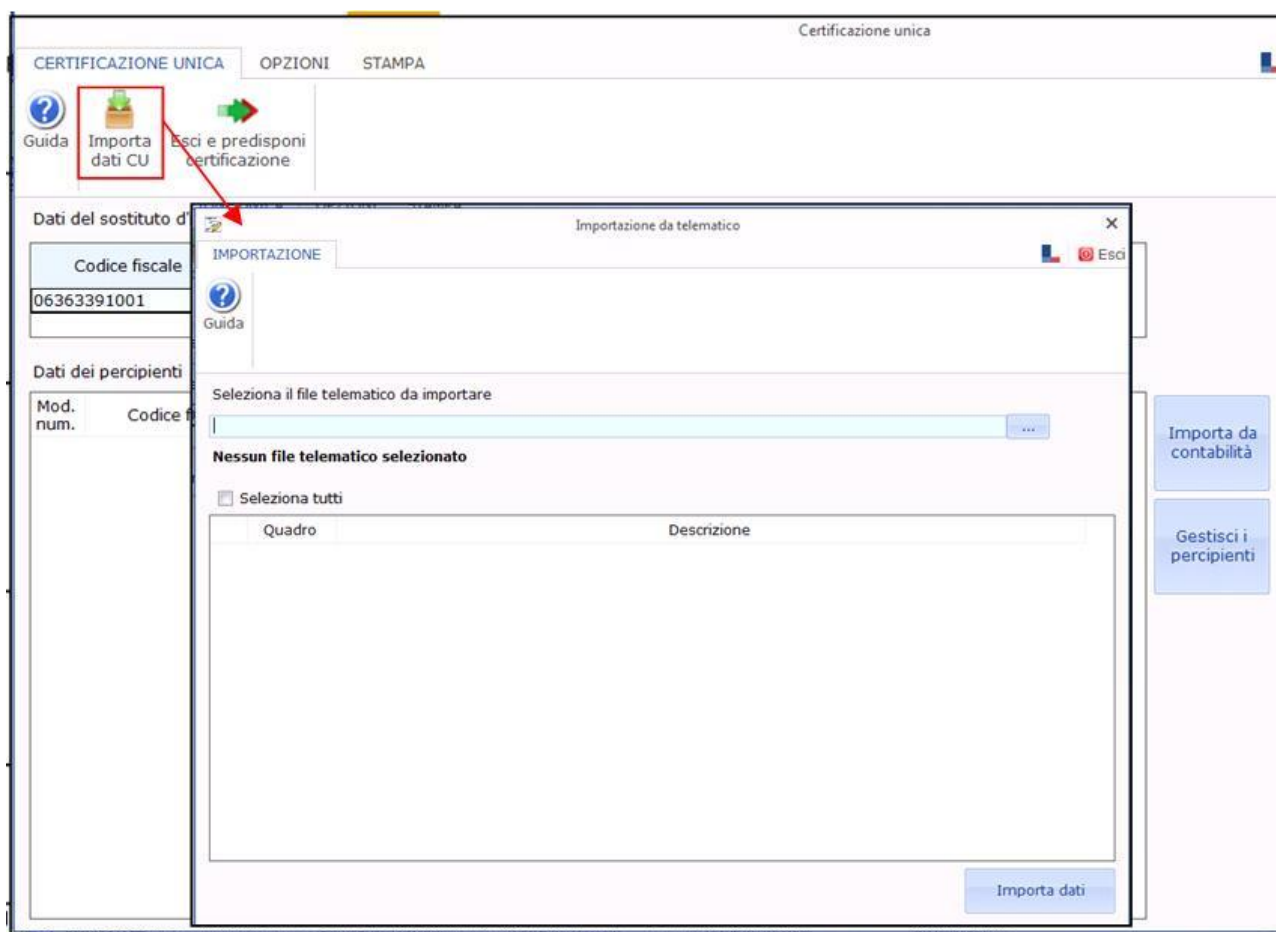 Certificazione unica
CERTIFICAZIONE UNICA OPZIONI STAMPA
Guida
Importa
dati CU
Esci e predisponi
certificazione
Dati del sostituto d'
Codice fiscale
06363391001
Dati dei percipienti
Mod.
num.
Codice
Importazione da telematico
IMPORTAZIONE
Esci
Guida
Seleziona il file telematico da importare
...
Nessun file telematico selezionato
Seleziona tutti
Quadro Descrizione
Importa dati
Importa da
contabilità
Gestisci i
percipienti